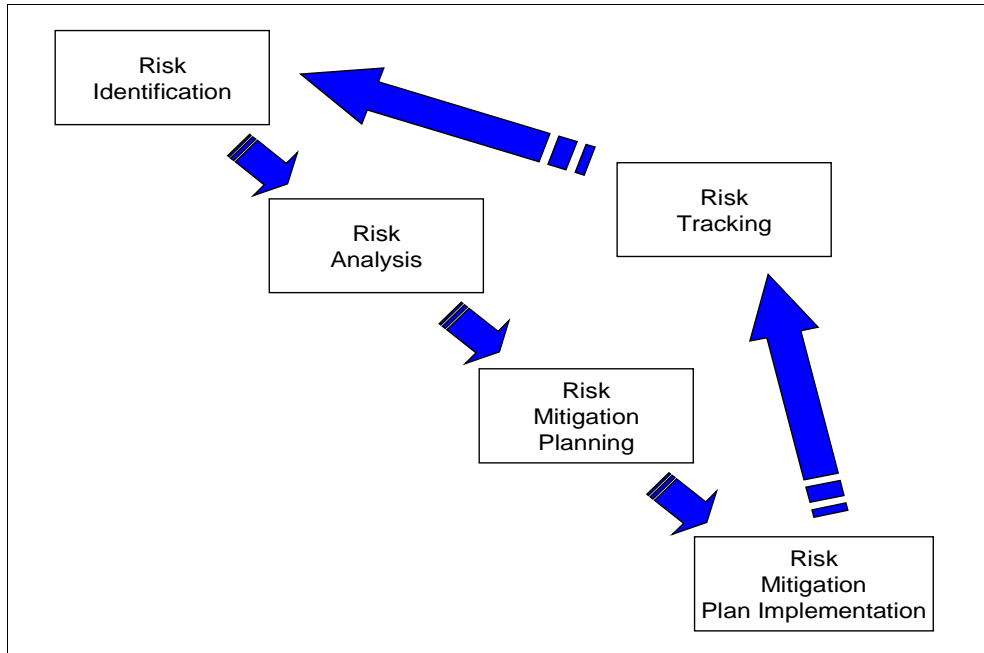 Risk
Identification
Risk
Analysis
Risk
Mitigation
Planning
Risk
Mitigation
Plan Implementation
Risk
Tracking